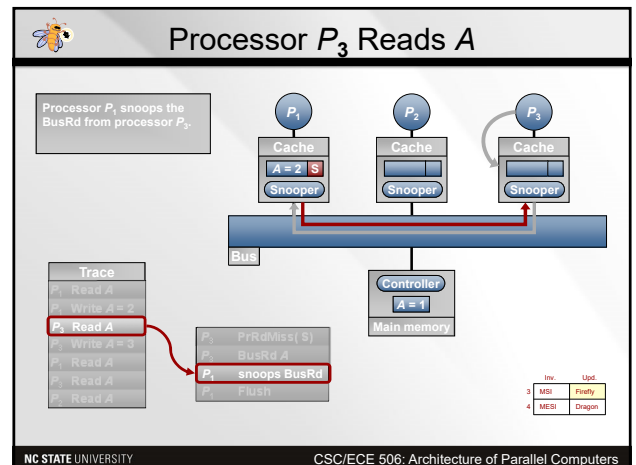 Processor P₃ Reads A
Processor P₁ snoops the
BusRd from processor P₃.
P₁
P₂
P₃
Cache
Cache
Cache
A = 2 S
Snooper
Snooper
Snooper
Bus
Controller
A = 1
Main memory
Trace
P₁ Read A
P₁ Write A = 2
P₃ Read A
P₃ Write A = 3
P₁ Read A
P₃ Read A
P₂ Read A
P₃ PrRdMiss( S)
P₃ BusRd A
P₁ snoops BusRd
P₁ Flush
Inv. Upd.
3 MSI Firefly
4 MESI Dragon
NC STATE UNIVERSITY
CSC/ECE 506: Architecture of Parallel Computers